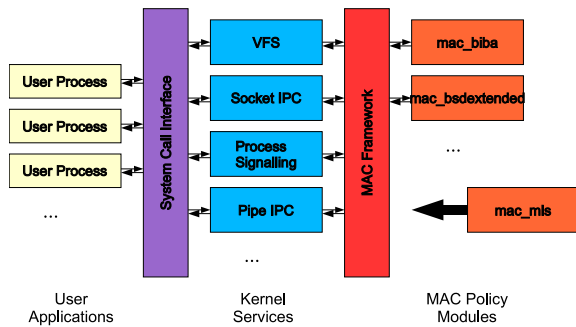 User Process
User Process
User Process
...
System Call Interface
VFS
Socket IPC
Process
Signalling
Pipe IPC
...
MAC Framework
mac_biba
mac_bsdextended
...
mac_mls
User
Applications
Kernel
Services
MAC Policy
Modules